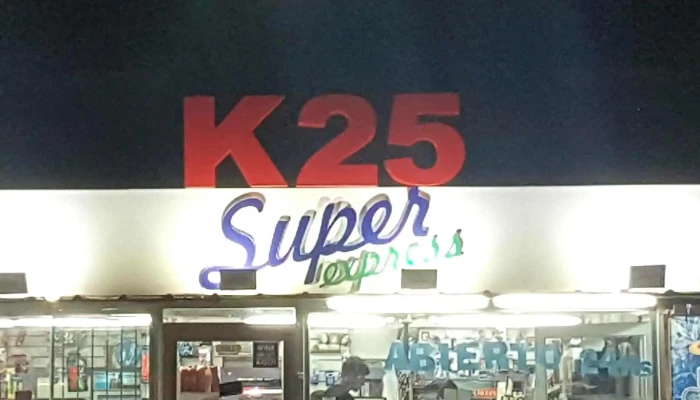 K25
Super
express
ABIERTO 24Hs